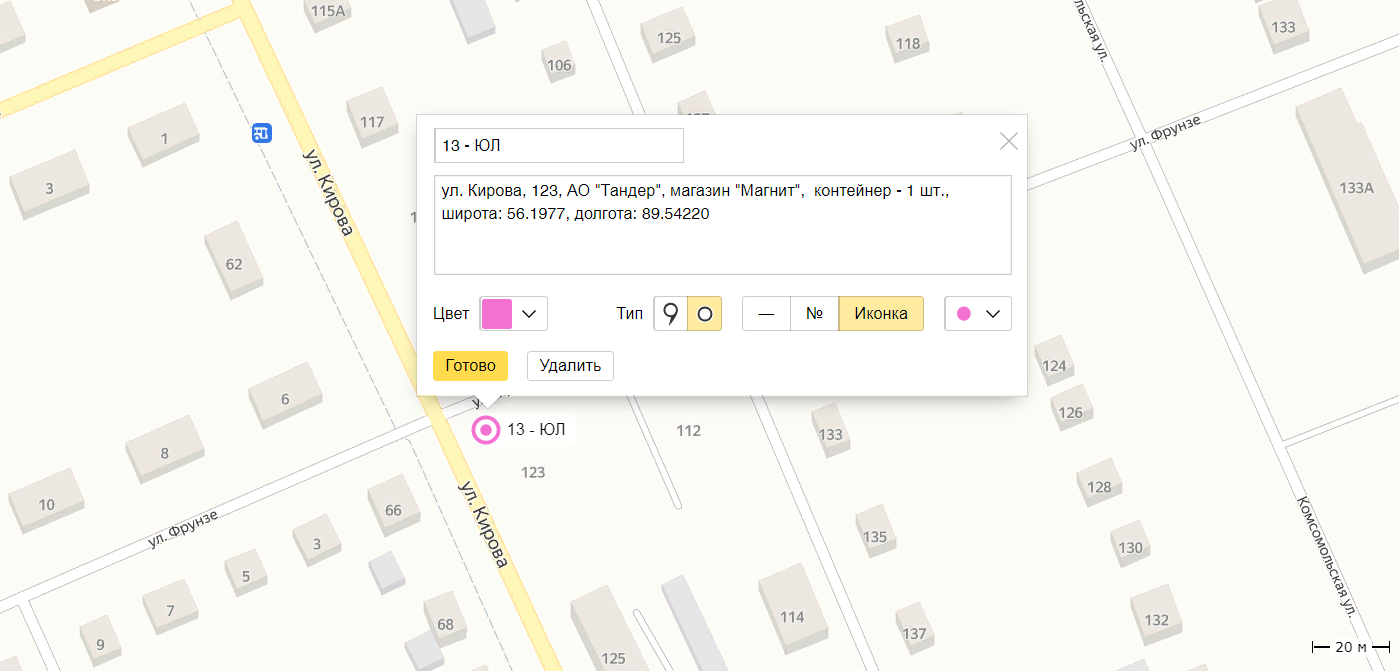 115А
125
118
133
106
117
1
3
ул. Кирова
62
13 - ЮЛ
ул. Кирова, 123, АО "Тандер", магазин "Магнит",  контейнер - 1 шт.,
широта: 56.1977, долгота: 89.54220
Цвет
Тип
—
№
Иконка
Готово
Удалить
ул. Фрунзе
133А
13 - ЮЛ
123
112
133
124
126
128
130
132
135
137
114
125
6
8
10
ул. Фрунзе
66
3
5
7
9
68
ул. Кирова
Комсомольская ул.
20 м